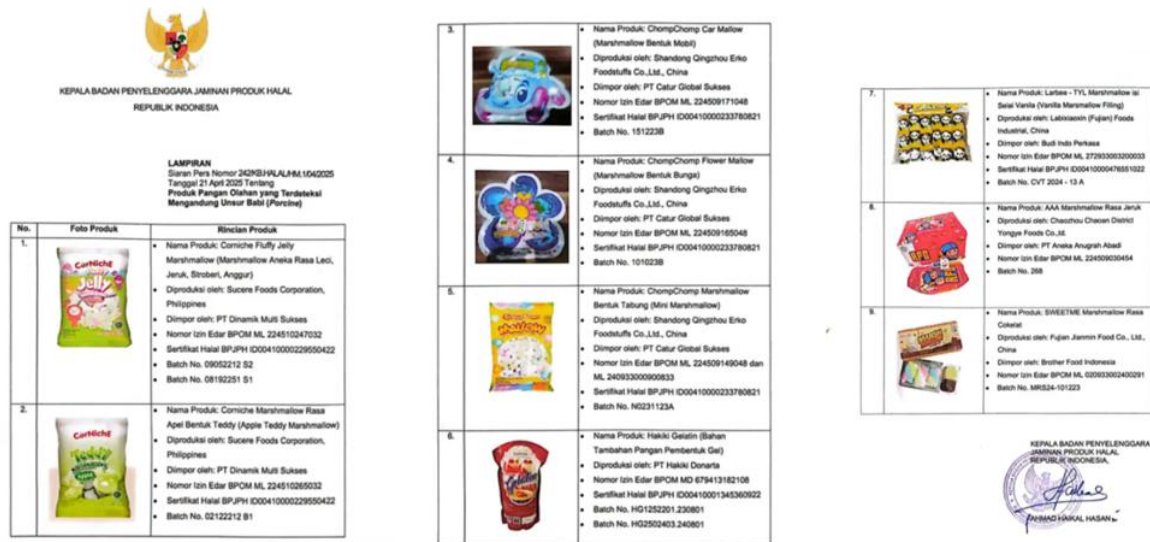 KEPALA BADAN PENYELENGGARA JAMINAN PRODUK HALAL
REPUBLIK INDONESIA
LAMPIRAN
Siaran Pers Nomor 242/KB.HALAL/HM.1/04/2025
Tanggal 21 April 2025 Tentang
Produk Pangan Olahan yang Terdeteksi
Mengandung Unsur Babi (Porcine)
No. Foto Produk Rincian Produk
1.
CorNiche
Jelly
• Nama Produk: Corniche Fluffy Jelly
Marshmallow (Marshmallow Aneka Rasa Leci,
Jeruk, Stroberi, Anggur)
• Diproduksi oleh: Sucere Foods Corporation,
Philippines
• Diimpor oleh: PT Dinamik Multi Sukses
• Nomor Izin Edar BPOM ML 224510247032
• Sertifikat Halal BPJPH ID00410000229550422
• Batch No. 09052212 S2
• Batch No. 08192251 S1
2.
CorNiche
Teddy
• Nama Produk: Corniche Marshmallow Rasa
Apel Bentuk Teddy (Apple Teddy Marshmallow)
• Diproduksi oleh: Sucere Foods Corporation,
Philippines
• Diimpor oleh: PT Dinamik Multi Sukses
• Nomor Izin Edar BPOM ML 224510265032
• Sertifikat Halal BPJPH ID00410000229550422
• Batch No. 02122212 B1
3.
• Nama Produk: ChompChomp Car Mallow
(Marshmallow Bentuk Mobil)
• Diproduksi oleh: Shandong Qingzhou Erko
Foodstuffs Co.,Ltd., China
• Diimpor oleh: PT Catur Global Sukses
• Nomor Izin Edar BPOM ML 224509171048
• Sertifikat Halal BPJPH ID00410000233780821
• Batch No. 151223B
4.
• Nama Produk: ChompChomp Flower Mallow
(Marshmallow Bentuk Bunga)
• Diproduksi oleh: Shandong Qingzhou Erko
Foodstuffs Co.,Ltd., China
• Diimpor oleh: PT Catur Global Sukses
• Nomor Izin Edar BPOM ML 224509165048
• Sertifikat Halal BPJPH ID00410000233780821
• Batch No. 101023B
5.
mallow
• Nama Produk: ChompChomp Marshmallow
Bentuk Tabung (Mini Marshmallow)
• Diproduksi oleh: Shandong Qingzhou Erko
Foodstuffs Co.,Ltd., China
• Diimpor oleh: PT Catur Global Sukses
• Nomor Izin Edar BPOM ML 224509149048 dan
ML 240933000900833
• Sertifikat Halal BPJPH ID00410000233780821
• Batch No. N0231123A
6.
• Nama Produk: Hakiki Gelatin (Bahan
Tambahan Pangan Pembentuk Gel)
• Diproduksi oleh: PT Hakiki Donarta
• Nomor Izin Edar BPOM MD 679413182108
• Sertifikat Halal BPJPH ID00410001345360922
• Batch No. HG1252201.230801
• Batch No. HG2502403.240801
7.
• Nama Produk: Larbee - TYL Marshmallow isi
Selai Vanila (Vanilla Marsmallow Filling)
• Diproduksi oleh: Labixiaoxin (Fujian) Foods
Industrial, China
• Diimpor oleh: Budi Indo Perkasa
• Nomor Izin Edar BPOM ML 272933003200033
• Sertifikat Halal BPJPH ID00410000476551022
• Batch No. CVT 2024 - 13 A
8.
• Nama Produk: AAA Marshmallow Rasa Jeruk
• Diproduksi oleh: Chaozhou Chaoan District
Yongye Foods Co.,ld.
• Diimpor oleh: PT Aneka Anugrah Abadi
• Nomor Izin Edar BPOM ML 224509030454
• Batch No. 268
9.
• Nama Produk: SWEETME Marshmallow Rasa
Cokelat
• Diproduksi oleh: Fujian Jianmin Food Co., Ltd.,
China
• Diimpor oleh: Brother Food Indonesia
• Nomor Izin Edar BPOM ML 020933002400291
• Batch No. MRS24-101223
KEPALA BADAN PENYELENGGARA
JAMINAN PRODUK HALAL
REPUBLIK INDONESIA,
AHMAD HAIKAL HASAN